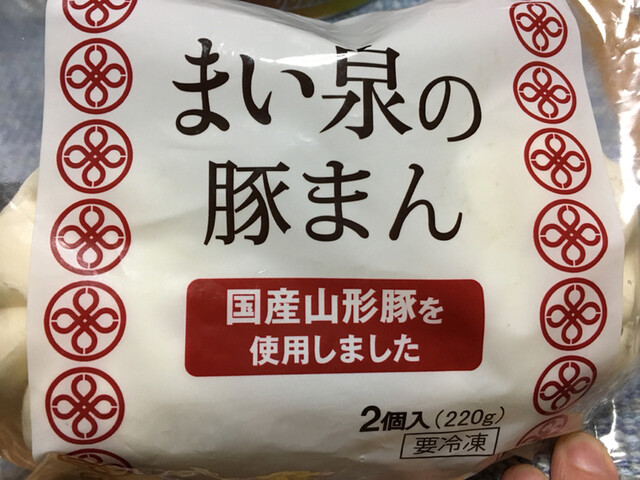 まい泉の
豚まん
国産山形豚を
使用しました
2個入(220g)
要冷凍